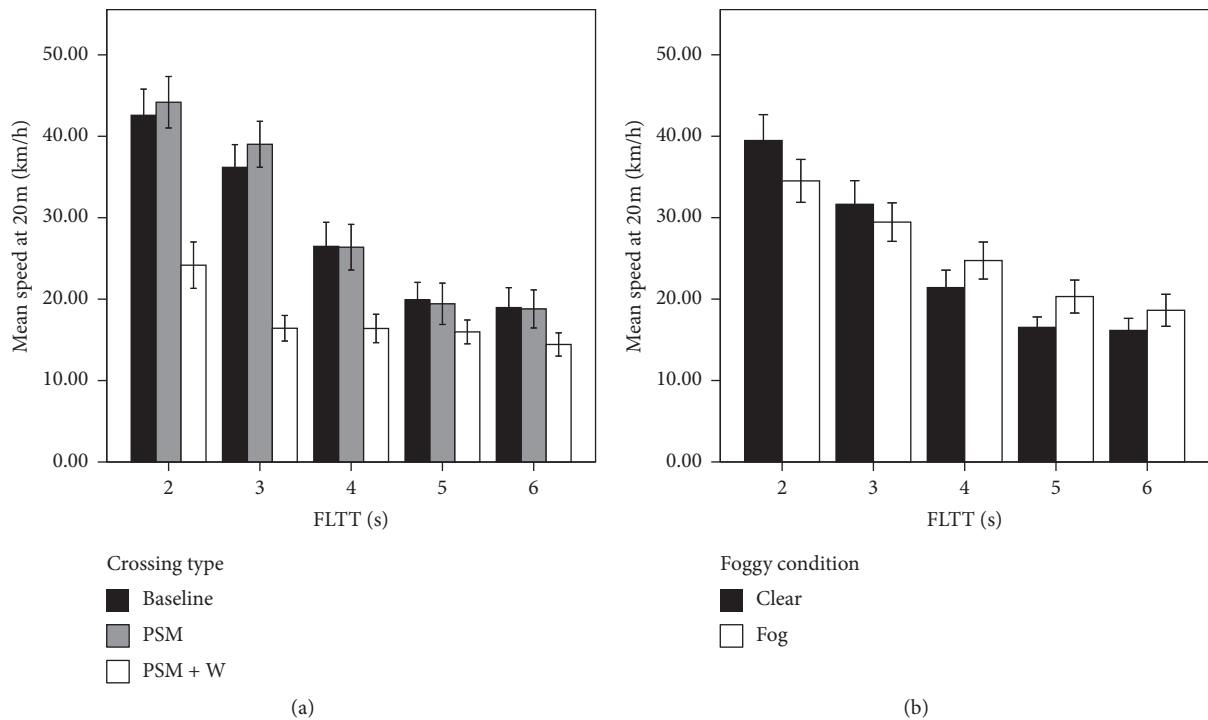 50.00
40.00
30.00
20.00
10.00
0.00
Mean speed at 20 m (km/h)
2 3 4 5 6
FLTT (s)
Crossing type
Baseline
PSM
PSM + W
(a)
50.00
40.00
30.00
20.00
10.00
0.00
Mean speed at 20 m (km/h)
2 3 4 5 6
FLTT (s)
Foggy condition
Clear
Fog
(b)